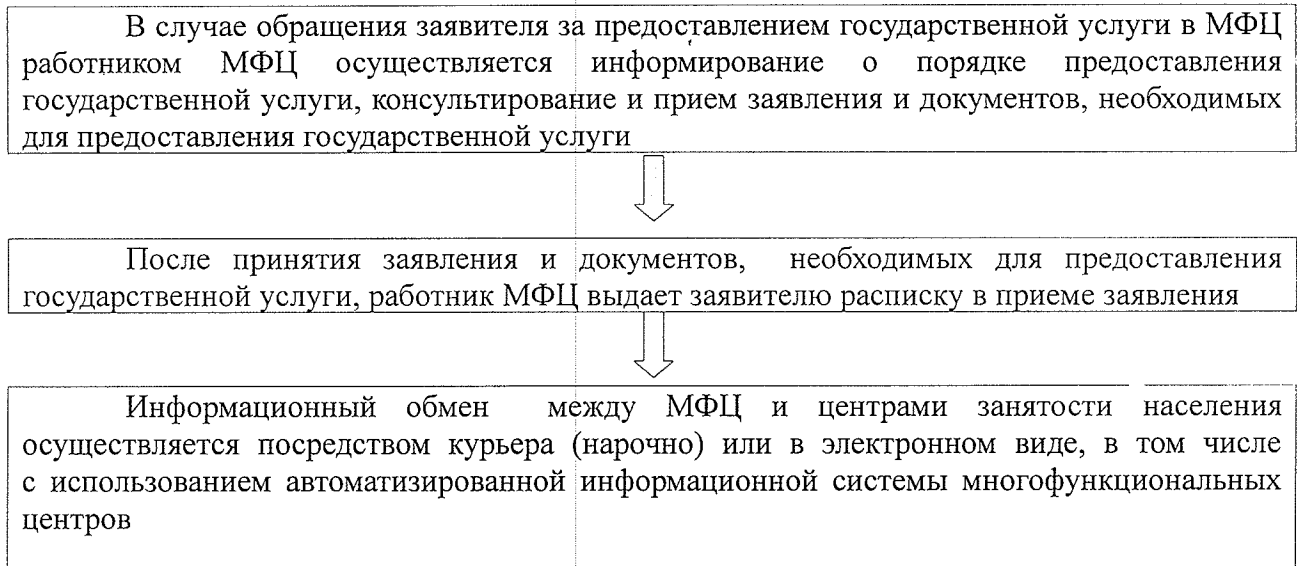 В случае обращения заявителя за предоставлением государственной услуги в МФЦ
работником МФЦ осуществляется информирование о порядке предоставления
государственной услуги, консультирование и прием заявления и документов, необходимых
для предоставления государственной услуги
После принятия заявления и документов, необходимых для предоставления
государственной услуги, работник МФЦ выдает заявителю расписку в приеме заявления
Информационный обмен между МФЦ и центрами занятости населения
осуществляется посредством курьера (нарочно) или в электронном виде, в том числе
с использованием автоматизированной информационной системы многофункциональных
центров